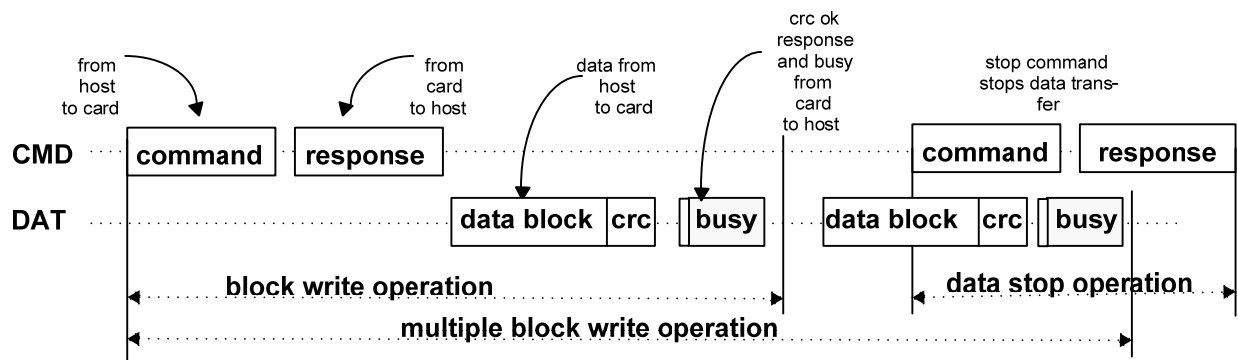 from
host
to card
from
card
to host
data from
host
to card
crc ok
response
and busy
from
card
to host
stop command
stops data trans-
fer
CMD
command
response
command
response
DAT
data block
crc
busy
data block
crc
busy
block write operation
data stop operation
multiple block write operation